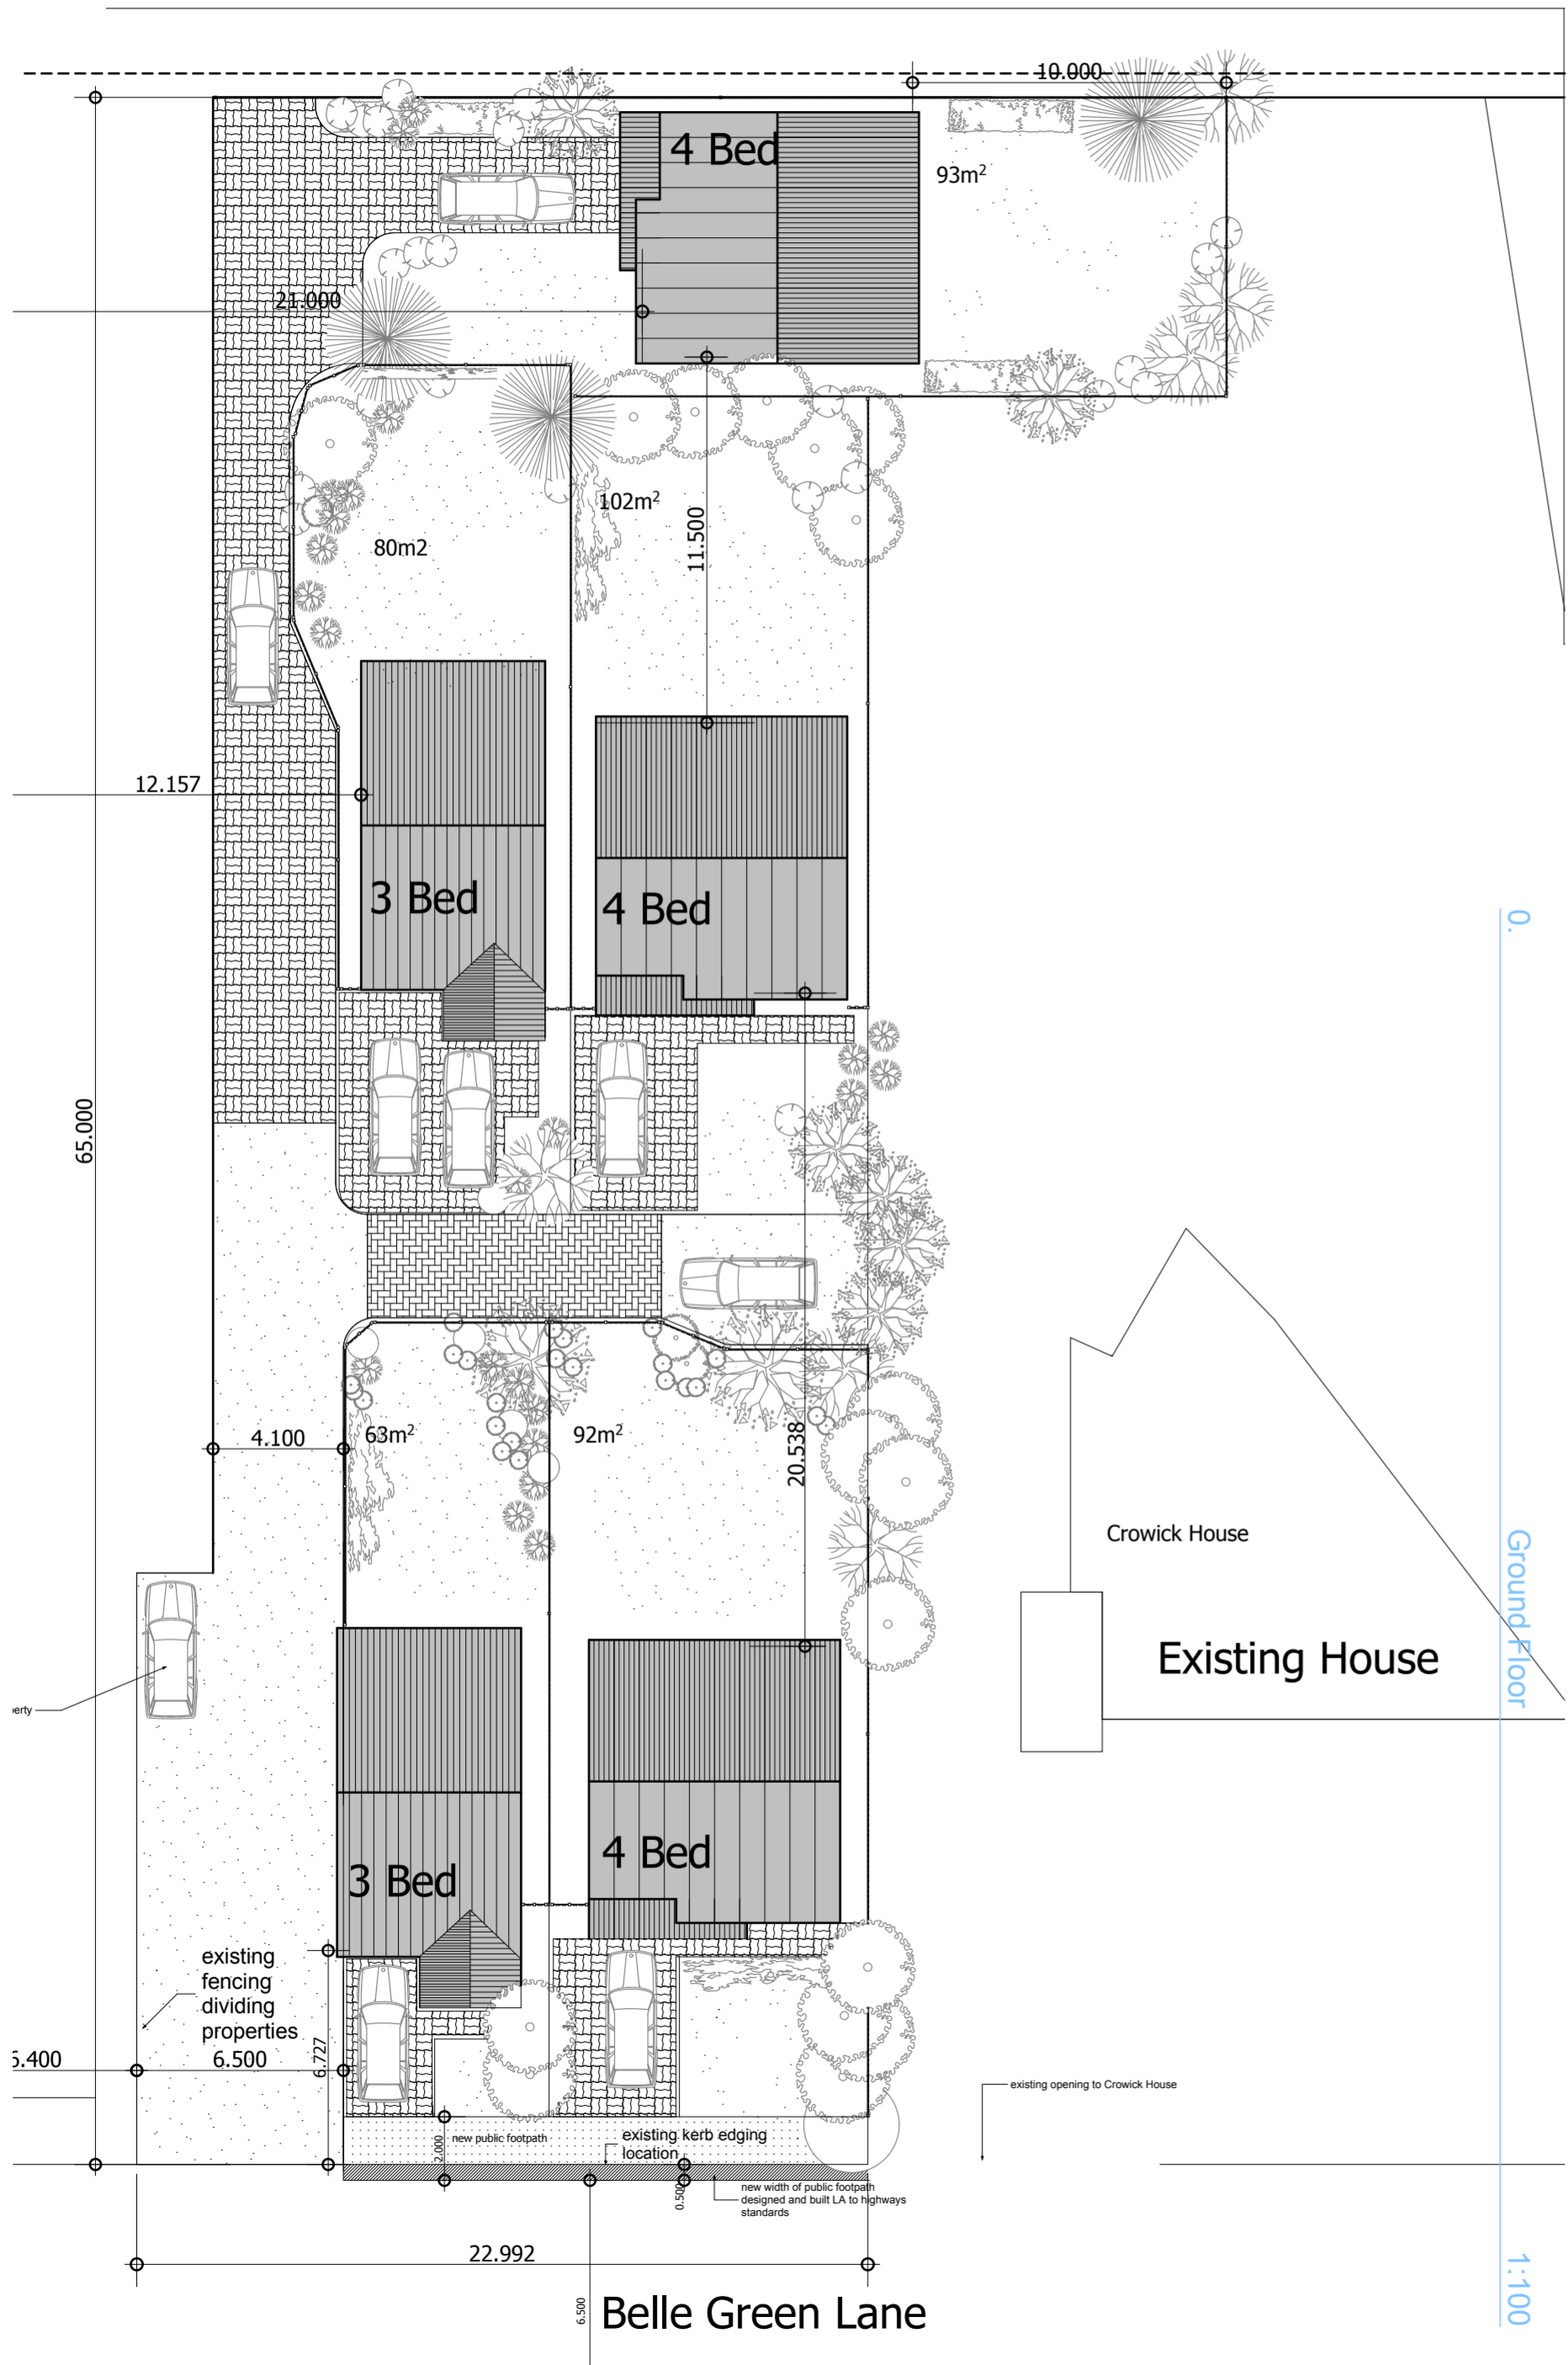 10.000
4 Bed
93m²
21.000
102m²
11.500
80m2
12.157
3 Bed
4 Bed
0.
65.000
4.100
63m²
92m²
20.538
Crowick House
Existing House
Ground Floor
erty
3 Bed
4 Bed
existing
fencing
dividing
properties
6.727
6.500
.400
existing opening to Crowick House
2.000
new public footpath
existing kerb edging
location
0.500
new width of public footpath
designed and built LA to highways
standards
22.992
6.500
Belle Green Lane
1:100